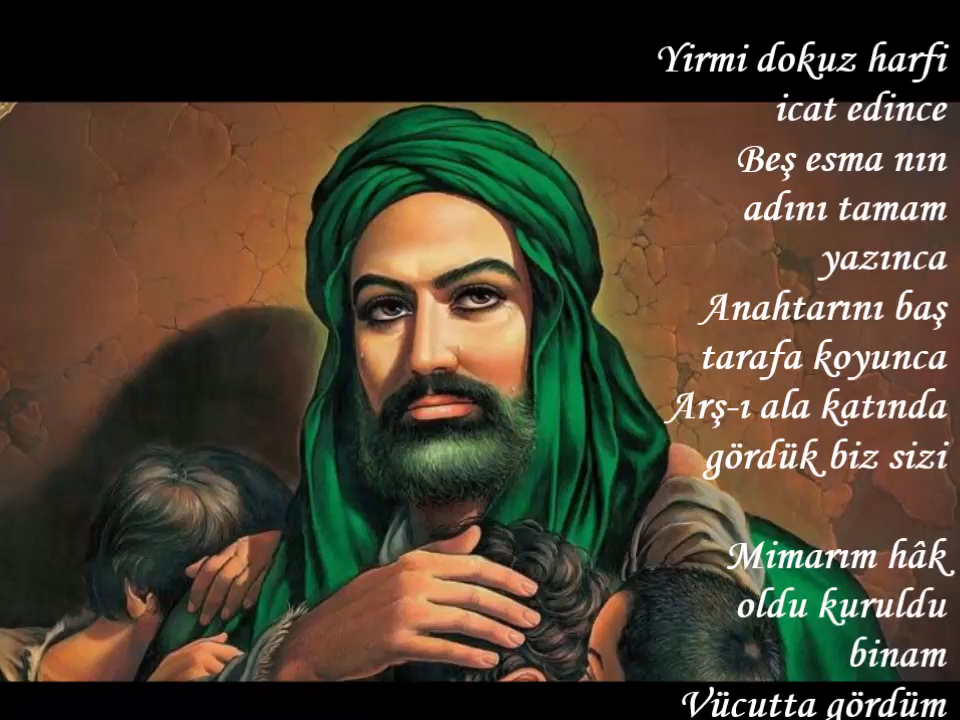 Yirmi dokuz harfi
icat edince
Beş esma nın
adını tamam
yazınca
Anahtarını baş
tarafa koyunca
Arş-ı ala katında
gördük biz sizi

Mimarım hâk
oldu kuruldu
binam
Vücutta gördüm